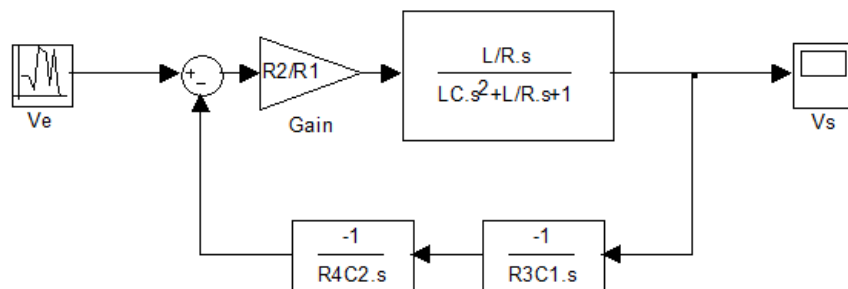 L/R.s
LC.s²+L/R.s+1
R2/R1
+
-
Ve
Gain
Vs
-1
R4C2.s
-1
R3C1.s